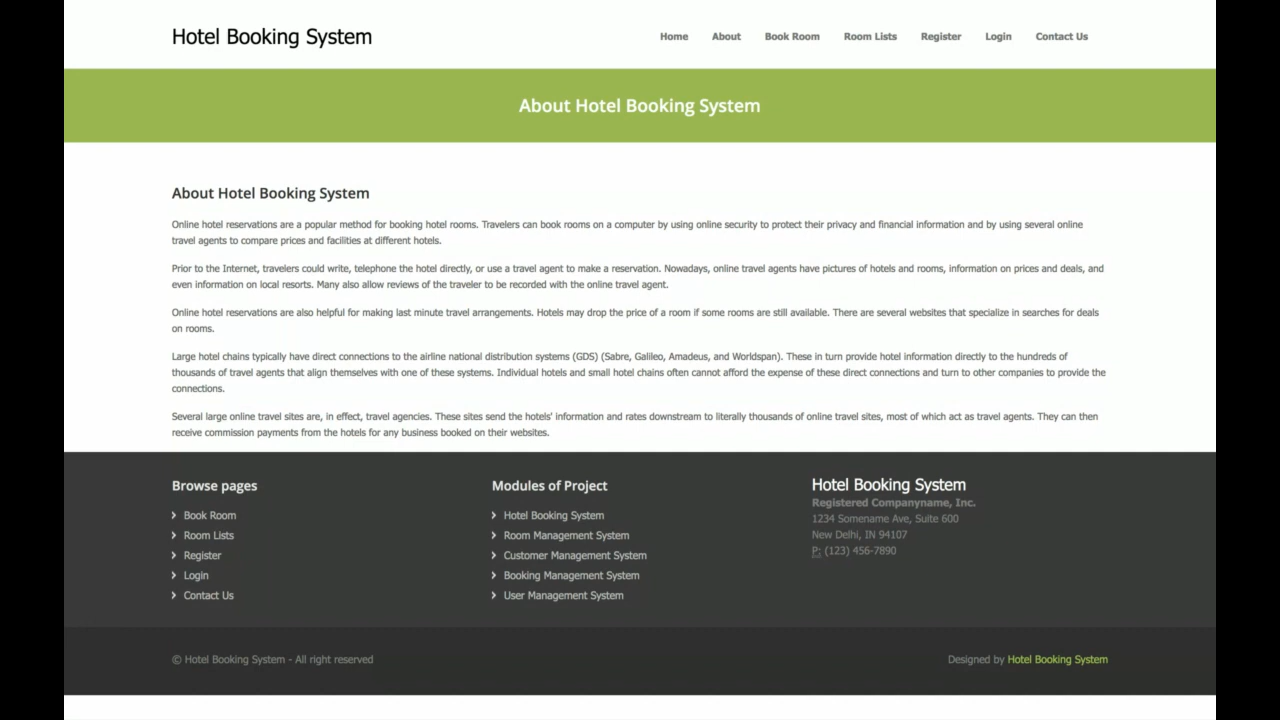 Hotel Booking System
Home About Book Room Room Lists Register Login Contact Us
About Hotel Booking System
About Hotel Booking System
Online hotel reservations are a popular method for booking hotel rooms. Travelers can book rooms on a computer by using online security to protect their privacy and financial information and by using several online
travel agents to compare prices and facilities at different hotels.
Prior to the Internet, travelers could write, telephone the hotel directly, or use a travel agent to make a reservation. Nowadays, online travel agents have pictures of hotels and rooms, information on prices and deals, and
even information on local resorts. Many also allow reviews of the traveler to be recorded with the online travel agent.
Online hotel reservations are also helpful for making last minute travel arrangements. Hotels may drop the price of a room if some rooms are still available. There are several websites that specialize in searches for deals
on rooms.
Large hotel chains typically have direct connections to the airline national distribution systems (GDS) (Sabre, Galileo, Amadeus, and Worldspan). These in turn provide hotel information directly to the hundreds of
thousands of travel agents that align themselves with one of these systems. Individual hotels and small hotel chains often cannot afford the expense of these direct connections and turn to other companies to provide the
connections.
Several large online travel sites are, in effect, travel agencies. These sites send the hotels' information and rates downstream to literally thousands of online travel sites, most of which act as travel agents. They can then
receive commission payments from the hotels for any business booked on their websites.
Browse pages
Book Room
Room Lists
Register
Login
Contact Us
Modules of Project
Hotel Booking System
Room Management System
Customer Management System
Booking Management System
User Management System
Hotel Booking System
Registered Companyname, Inc.
1234 Somename Ave, Suite 600
New Delhi, IN 94107
P: (123) 456-7890
© Hotel Booking System - All right reserved
Designed by Hotel Booking System